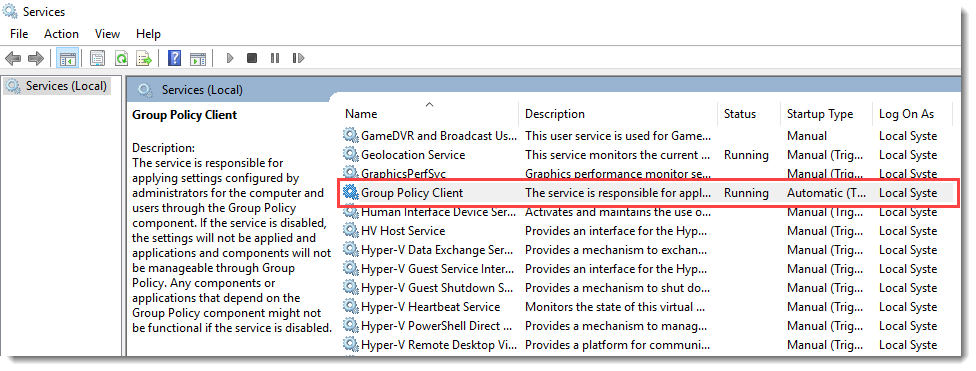 Services
File Action View Help
Services (Local)
Services (Local)
Group Policy Client
Description:
The service is responsible for
applying settings configured by
administrators for the computer and
users through the Group Policy
component. If the service is disabled,
the settings will not be applied and
applications and components will not
be manageable through Group
Policy. Any components or
applications that depend on the
Group Policy component might not
be functional if the service is disabled.
Name Description Status Startup Type Log On As
GameDVR and Broadcast Us... This user service is used for Game... Manual Local Syste
Geolocation Service This service monitors the current ... Running Manual (Trig... Local Syste
GraphicsPerfSvc Graphics performance monitor se... Manual (Trig... Local Syste
Group Policy Client The service is responsible for appl... Running Automatic (T... Local Syste
Human Interface Device Ser... Activates and maintains the use o... Manual (Trig... Local Syste
HV Host Service Provides an interface for the Hyp... Manual (Trig... Local Syste
Hyper-V Data Exchange Ser... Provides a mechanism to exchan... Manual (Trig... Local Syste
Hyper-V Guest Service Inter... Provides an interface for the Hyp... Manual (Trig... Local Syste
Hyper-V Guest Shutdown S... Provides a mechanism to shut do... Manual (Trig... Local Syste
Hyper-V Heartbeat Service Monitors the state of this virtual ... Manual (Trig... Local Syste
Hyper-V PowerShell Direct ... Provides a mechanism to manag... Manual (Trig... Local Syste
Hyper-V Remote Desktop Vi... Provides a platform for communi... Manual (Trig... Local Syste